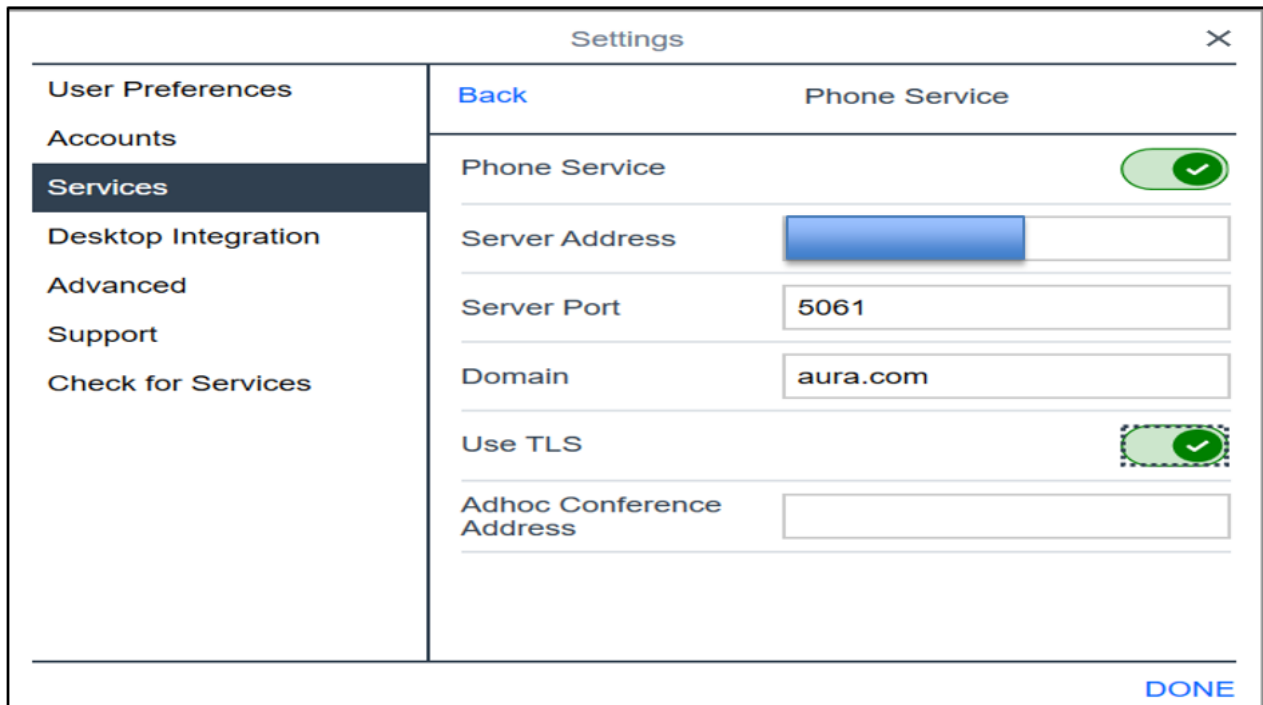 Settings
User Preferences
Accounts
Services
Desktop Integration
Advanced
Support
Check for Services
Back
Phone Service
Phone Service
Server Address
Server Port
5061
Domain
aura.com
Use TLS
Adhoc Conference
Address
DONE